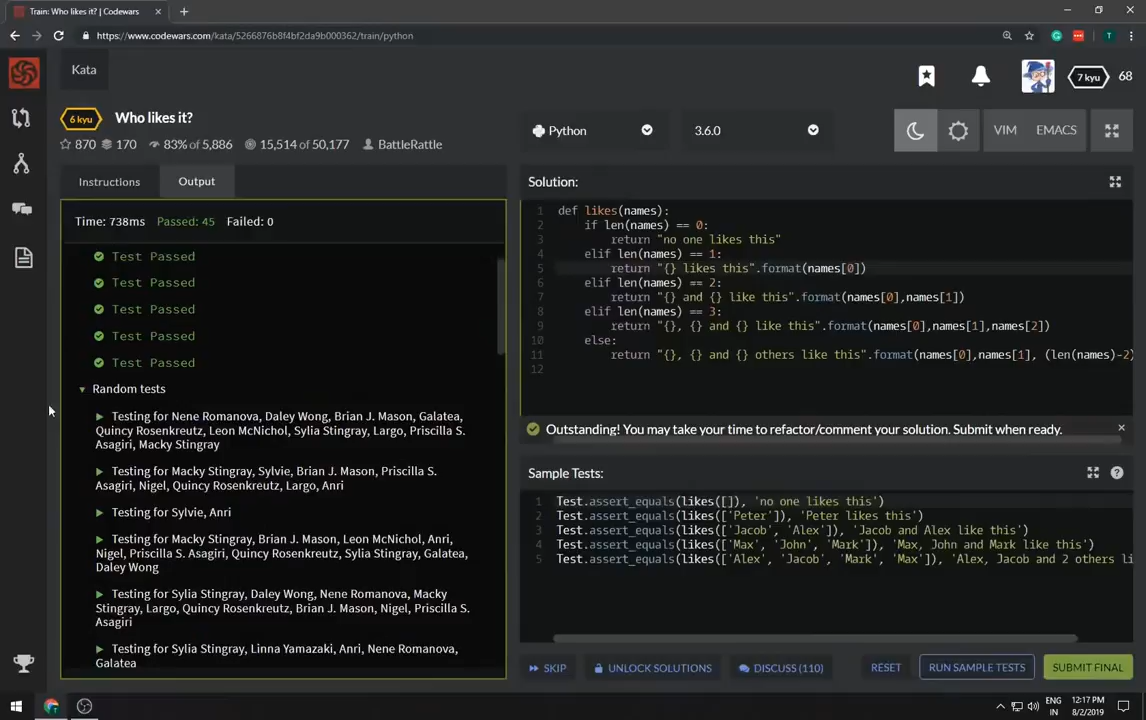 Train: Who likes it? | Codewars
https://www.codewars.com/kata/5266876b8f4bf2da9b000362/train/python
Kata
7 kyu
68
6 kyu
Who likes it?
870 170 83% of 5,886 15,514 of 50,177 BattleRattle
Python
3.6.0
VIM
EMACS
Instructions
Output
Time: 738ms Passed: 45 Failed: 0
Test Passed
Test Passed
Test Passed
Test Passed
Test Passed
Random tests
Testing for Nene Romanova, Daley Wong, Brian J. Mason, Galatea,
Quincy Rosenkreutz, Leon McNichol, Sylia Stingray, Largo, Priscilla S.
Asagiri, Macky Stingray
Testing for Macky Stingray, Sylvie, Brian J. Mason, Priscilla S.
Asagiri, Nigel, Quincy Rosenkreutz, Largo, Anri
Testing for Sylvie, Anri
Testing for Macky Stingray, Brian J. Mason, Leon McNichol, Anri,
Nigel, Priscilla S. Asagiri, Quincy Rosenkreutz, Sylia Stingray, Galatea,
Daley Wong
Testing for Sylia Stingray, Daley Wong, Nene Romanova, Macky
Stingray, Largo, Quincy Rosenkreutz, Brian J. Mason, Nigel, Priscilla S.
Asagiri
Testing for Sylia Stingray, Linna Yamazaki, Anri, Nene Romanova,
Galatea
Solution:
1 def likes(names):
2 if len(names) == 0:
3 return "no one likes this"
4 elif len(names) == 1:
5 return "{} likes this".format(names[0])
6 elif len(names) == 2:
7 return "{} and {} like this".format(names[0],names[1])
8 elif len(names) == 3:
9 return "{}, {} and {} like this".format(names[0],names[1],names[2])
10 else:
11 return "{}, {} and {} others like this".format(names[0],names[1], (len(names)-2)
12
Outstanding! You may take your time to refactor/comment your solution. Submit when ready.
Sample Tests:
1 Test.assert_equals(likes([]), 'no one likes this')
2 Test.assert_equals(likes(['Peter']), 'Peter likes this')
3 Test.assert_equals(likes(['Jacob', 'Alex']), 'Jacob and Alex like this')
4 Test.assert_equals(likes(['Max', 'John', 'Mark']), 'Max, John and Mark like this')
5 Test.assert_equals(likes(['Alex', 'Jacob', 'Mark', 'Max']), 'Alex, Jacob and 2 others li
SKIP
UNLOCK SOLUTIONS
DISCUSS (110)
RESET
RUN SAMPLE TESTS
SUBMIT FINAL
ENG
IN
12:17 PM
8/2/2019